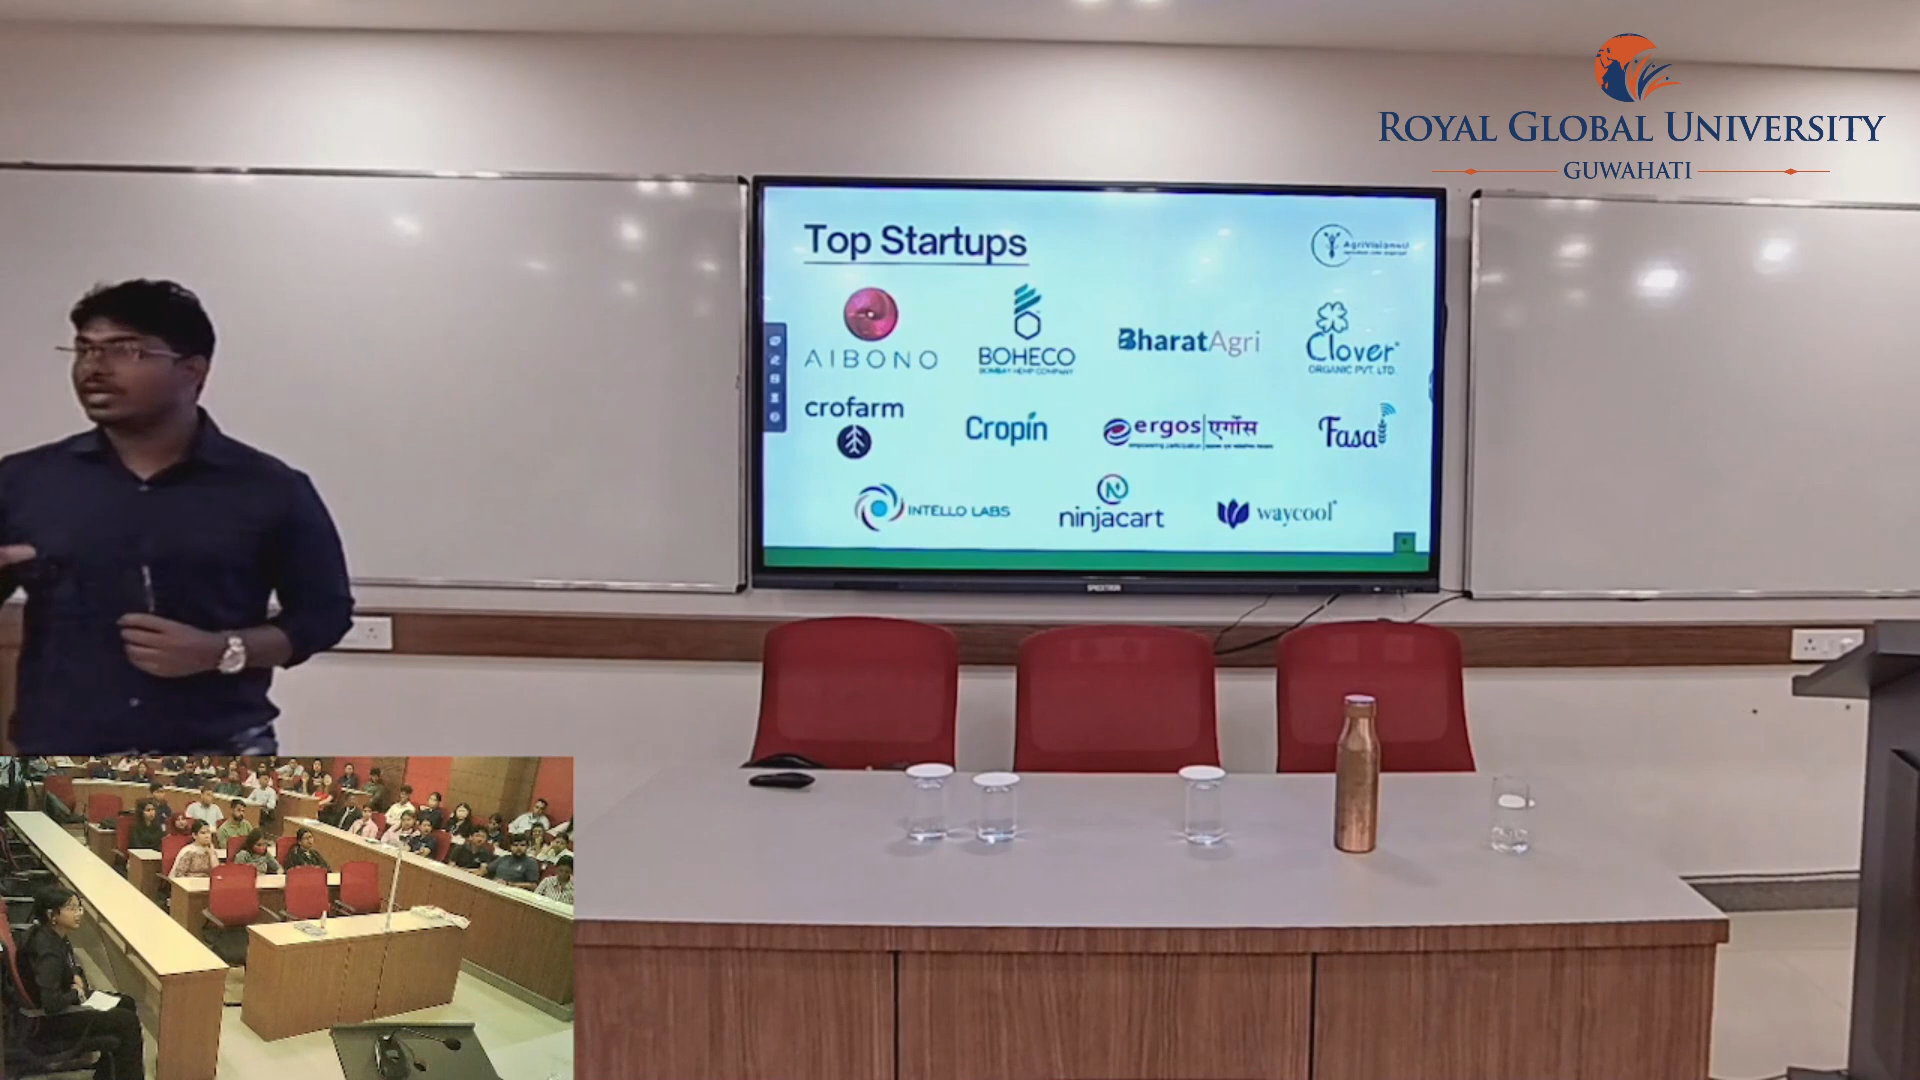 ROYAL GLOBAL UNIVERSITY
GUWAHATI
Top Startups
AgriVision4U
AIBONO
BOHECO
BOMBAY HEMP COMPANY
BharatAgri
Clover
ORGANIC PVT. LTD.
crofarm
Cropin
ergos एर्गोस
Fasal
INTELLO LABS
ninjacart
waycool